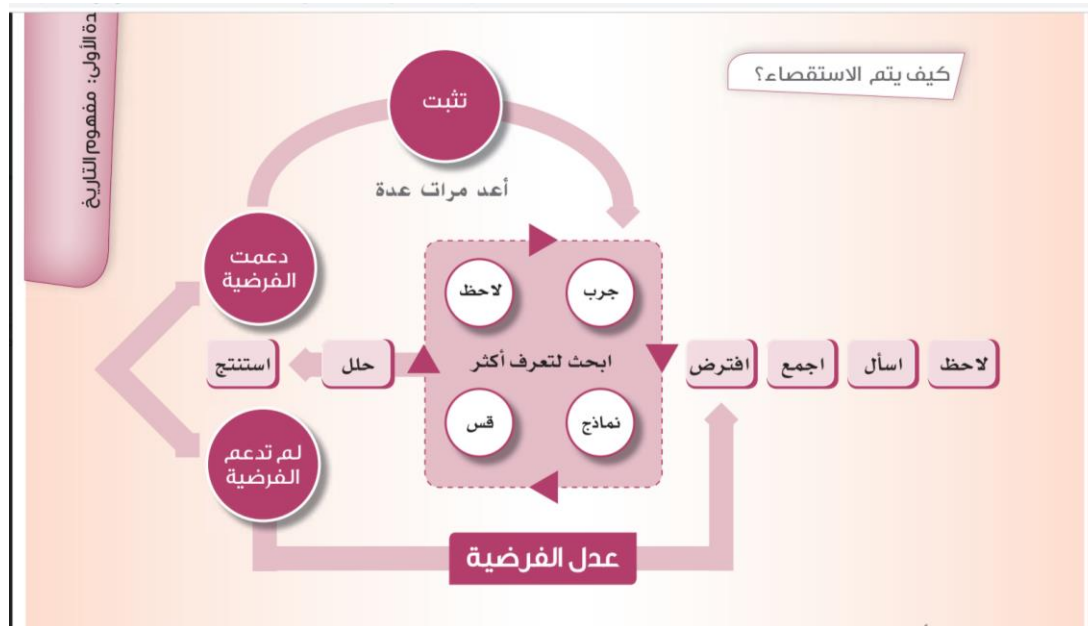 دة الأولى: مفهوم التاريخ
كيف يتم الاستقصاء؟
تثبت
أعد مرات عدة
دعمت
الفرضية
جرب
لاحظ
لاحظ
اسأل
اجمع
افترض
ابحث لتعرف أكثر
حلل
استنتج
نماذج
قس
لم تدعم
الفرضية
عدل الفرضية